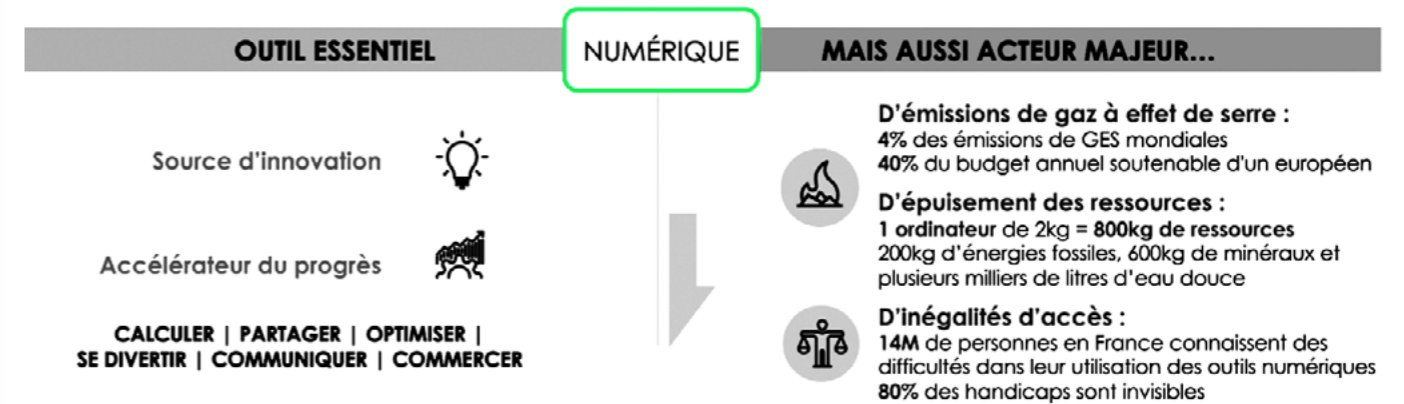 NUMÉRIQUE
OUTIL ESSENTIEL
Source d'innovation
Accélérateur du progrès
CALCULER | PARTAGER | OPTIMISER |
SE DIVERTIR | COMMUNIQUER | COMMERCER
MAIS AUSSI ACTEUR MAJEUR...
D'émissions de gaz à effet de serre :
4% des émissions de GES mondiales
40% du budget annuel soutenable d'un européen
D'épuisement des ressources :
1 ordinateur de 2kg = 800kg de ressources
200kg d'énergies fossiles, 600kg de minéraux et
plusieurs milliers de litres d'eau douce
D'inégalités d'accès :
14M de personnes en France connaissent des
difficultés dans leur utilisation des outils numériques
80% des handicaps sont invisibles